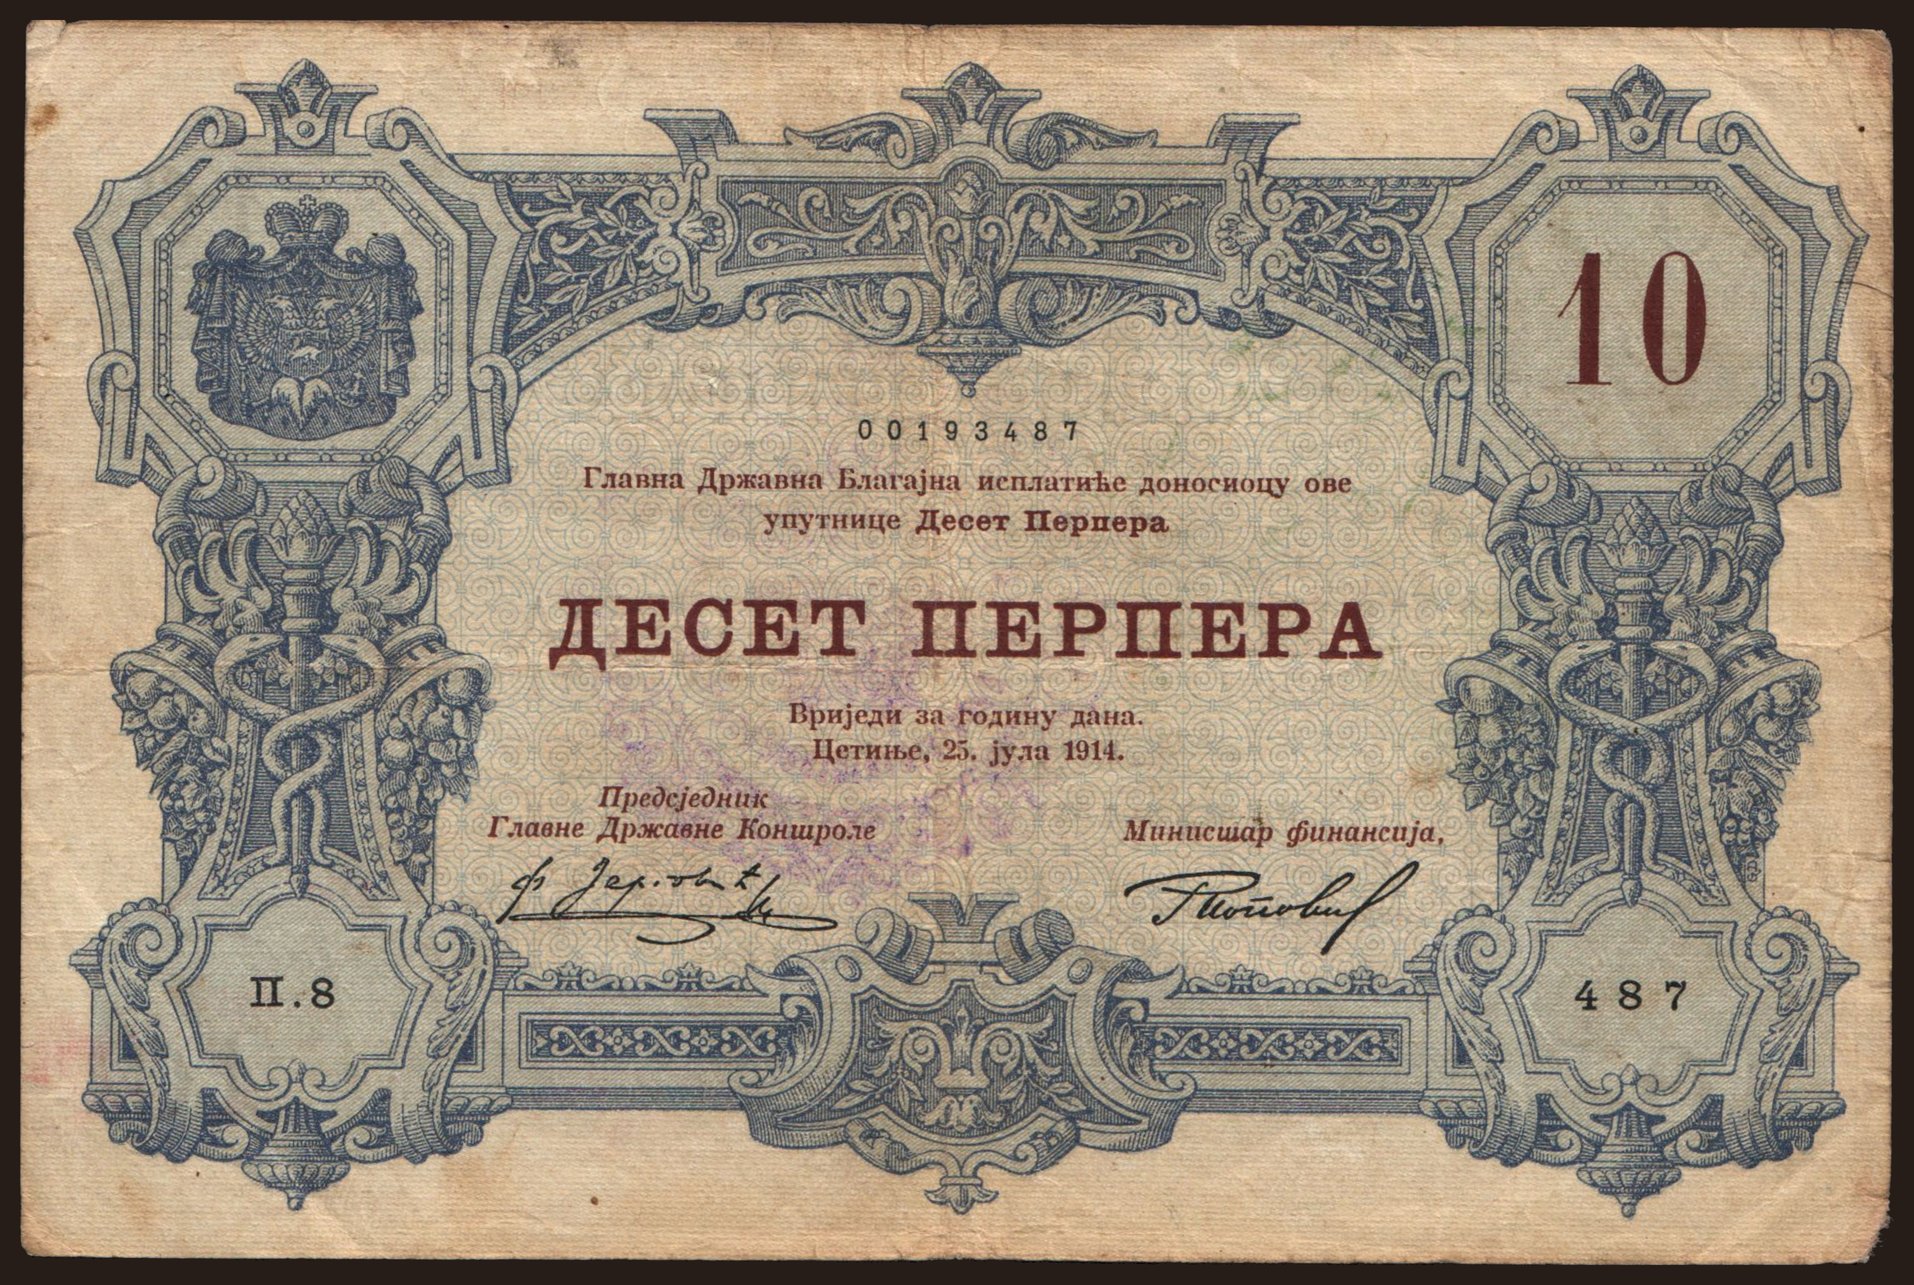 10
00193487
Главна Државна Благајна исплатиће доносиоцу ове
упутнице Десет Перпера
ДЕСЕТ ПЕРПЕРА
Вриједи за годину дана.
Цетиње, 25. јула 1914.
Предсједник
Главне Државне Контроле
Министар финансија,
П.8
487